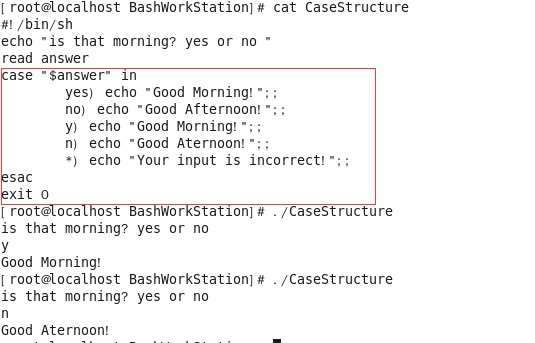 [root@localhost BashWorkStation]# cat CaseStructure
#!/bin/sh
echo "is that morning? yes or no "
read answer
case "$answer" in
yes) echo "Good Morning!";;
no) echo "Good Afternoon!";;
y) echo "Good Morning!";;
n) echo "Good Aternoon!";;
*) echo "Your input is incorrect!";;
esac
exit 0
[root@localhost BashWorkStation]# ./CaseStructure
is that morning? yes or no
y
Good Morning!
[root@localhost BashWorkStation]# ./CaseStructure
is that morning? yes or no
n
Good Aternoon!